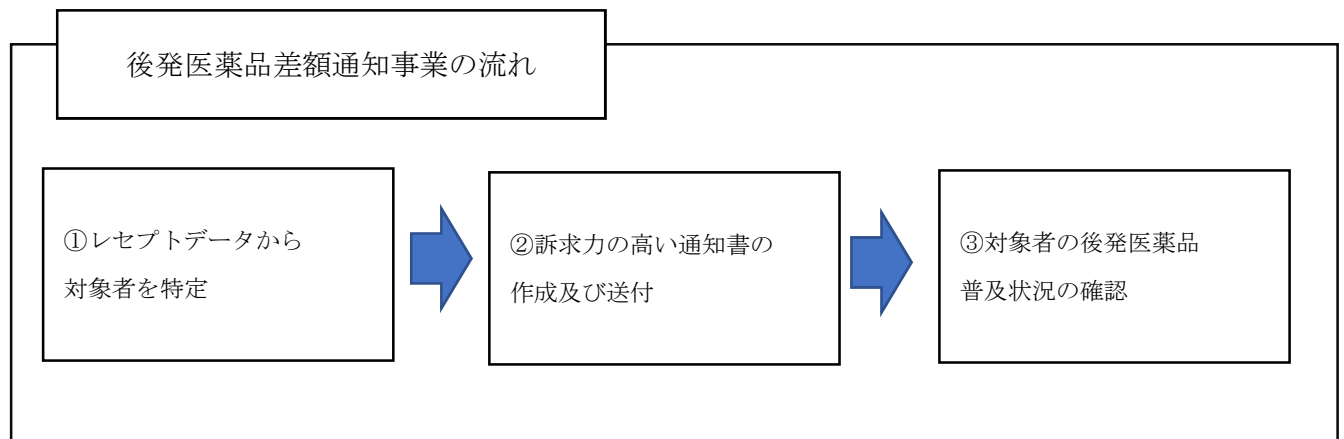 後発医薬品差額通知事業の流れ
①レセプトデータから
対象者を特定
②訴求力の高い通知書の
作成及び送付
③対象者の後発医薬品
普及状況の確認